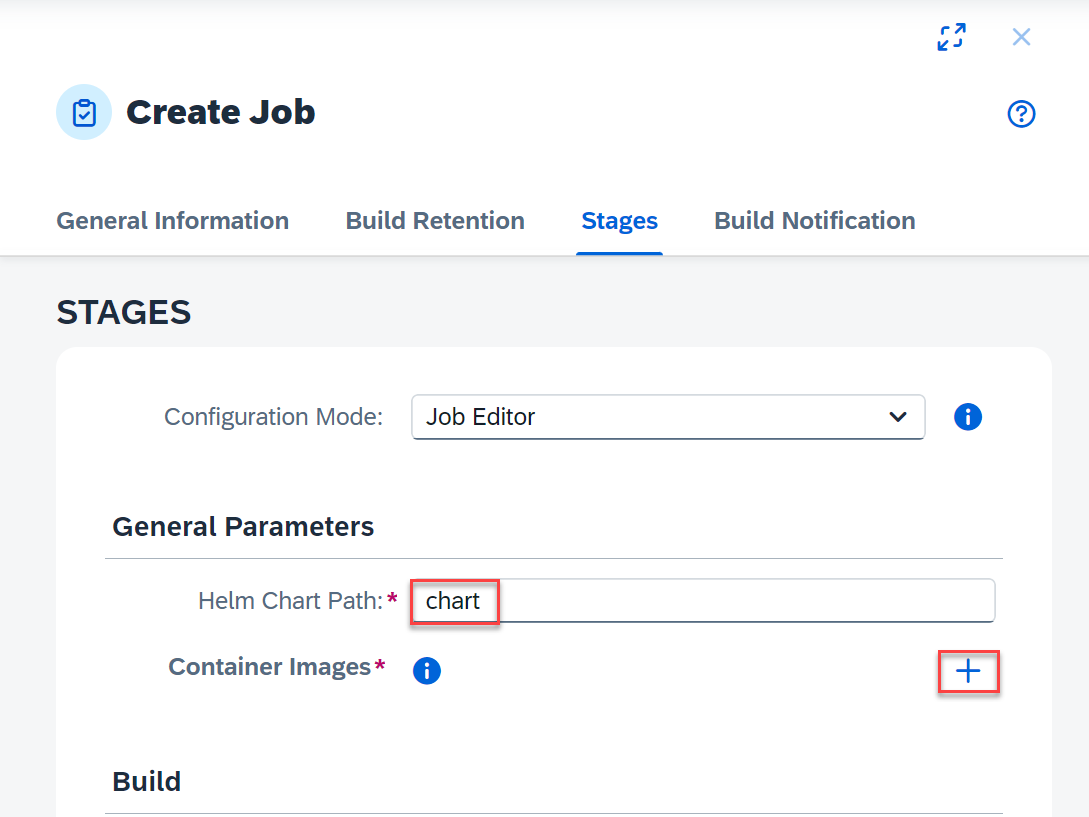 Create Job
General Information Build Retention Stages Build Notification
STAGES
Configuration Mode: Job Editor
General Parameters
Helm Chart Path:* chart
Container Images*
Build